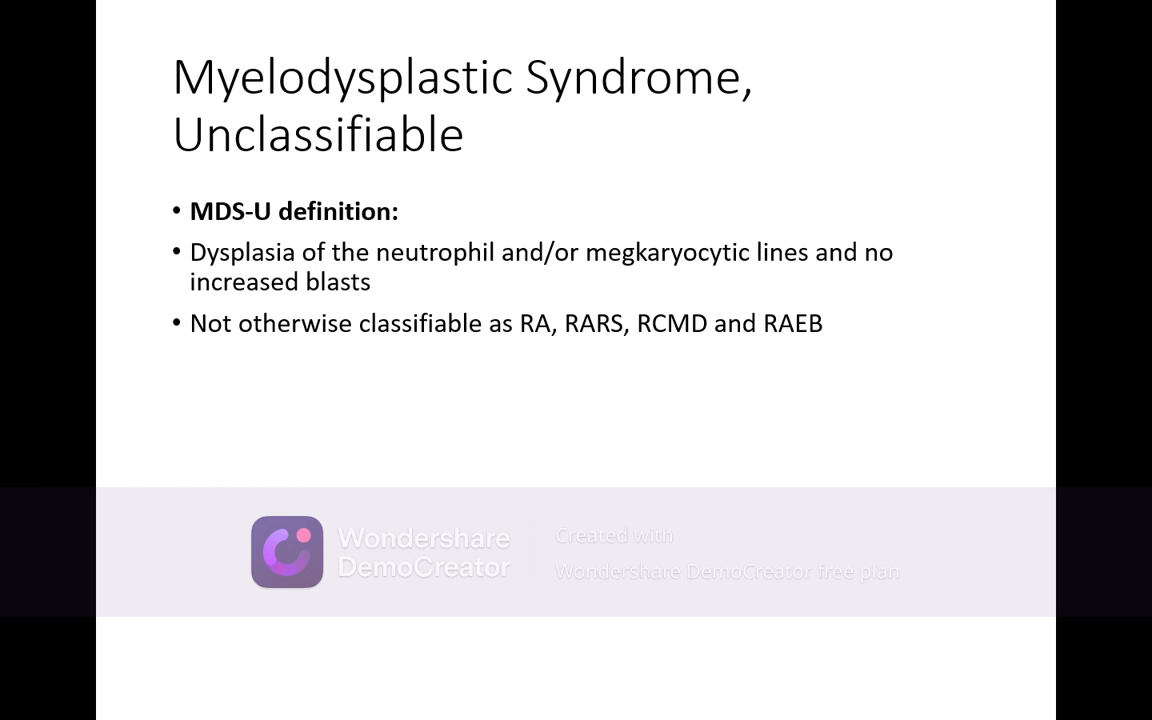 Myelodysplastic Syndrome,
Unclassifiable
• MDS-U definition:
• Dysplasia of the neutrophil and/or megkaryocytic lines and no
increased blasts
• Not otherwise classifiable as RA, RARS, RCMD and RAEB
Wondershare
DemoCreator
Created with
Wondershare DemoCreator free plan